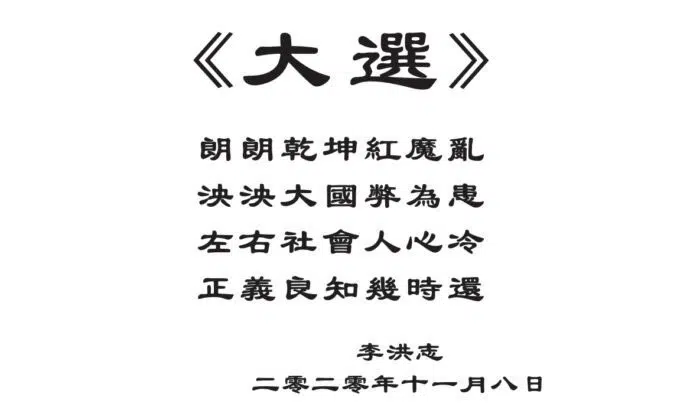 《大選》
朗朗乾坤紅魔亂
泱泱大國弊為患
左右社會人心冷
正義良知幾時還
李洪志
二零二零年十一月八日